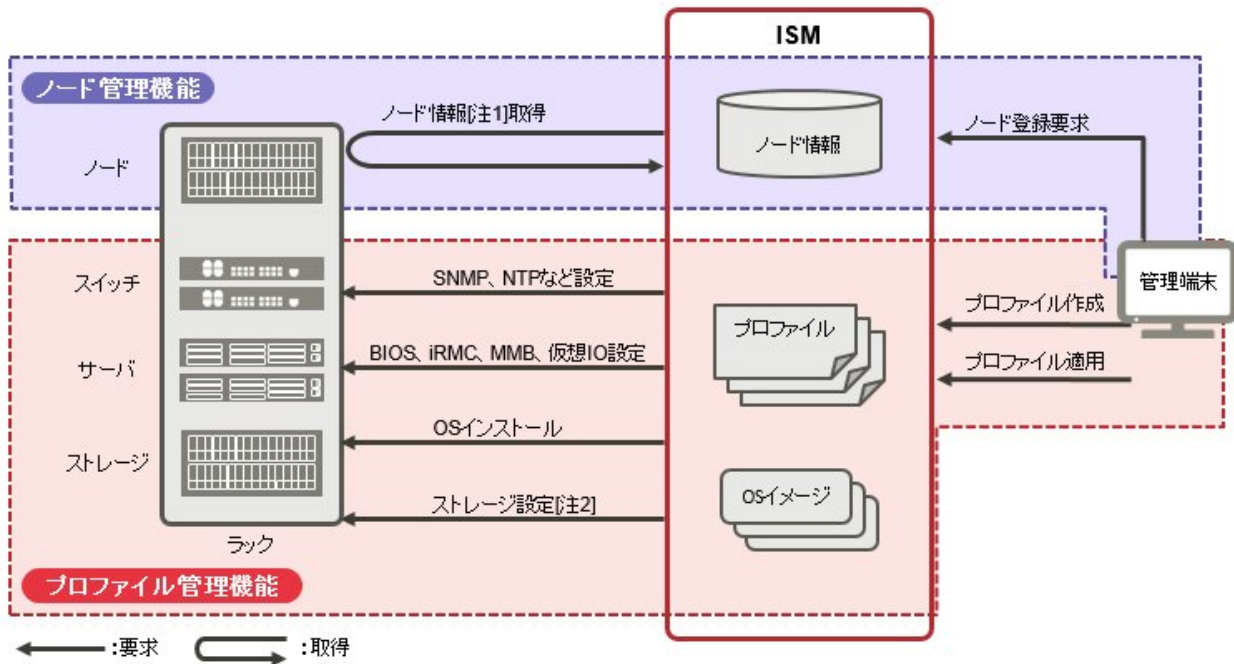 ISM
ノード管理機能
ノード情報[注1]取得
ノード登録要求
ノード情報
ノード
スイッチ
SNMP、NTPなど設定
管理端末
プロファイル作成
プロファイル
サーバ
BIOS、iRMC、MMB、仮想IO設定
プロファイル適用
OSインストール
ストレージ
ストレージ設定[注2]
OSイメージ
ラック
プロファイル管理機能
:要求
:取得